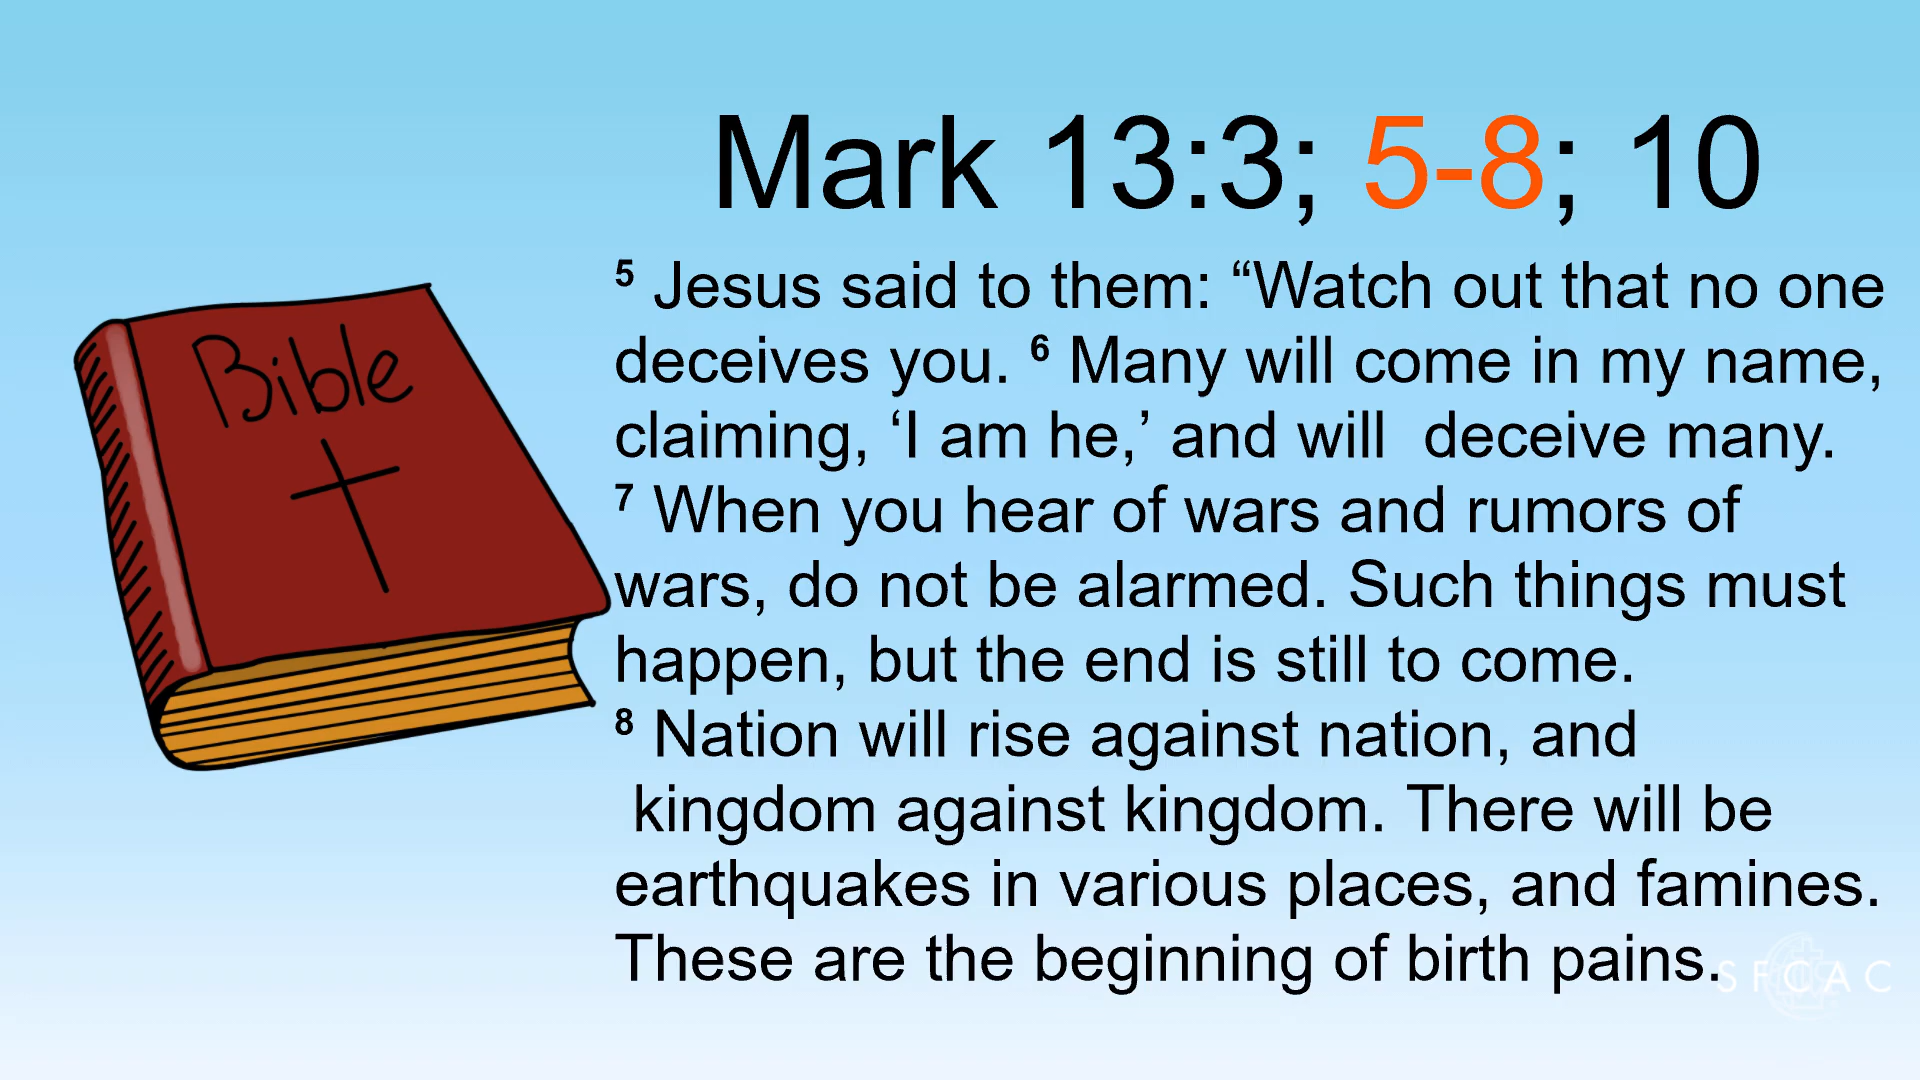 Mark 13:3; 5-8; 10
Bible
⁵ Jesus said to them: “Watch out that no one
deceives you. ⁶ Many will come in my name,
claiming, ‘I am he,’ and will  deceive many.
⁷ When you hear of wars and rumors of
wars, do not be alarmed. Such things must
happen, but the end is still to come.
⁸ Nation will rise against nation, and
kingdom against kingdom. There will be
earthquakes in various places, and famines.
These are the beginning of birth pains.
SFCAC